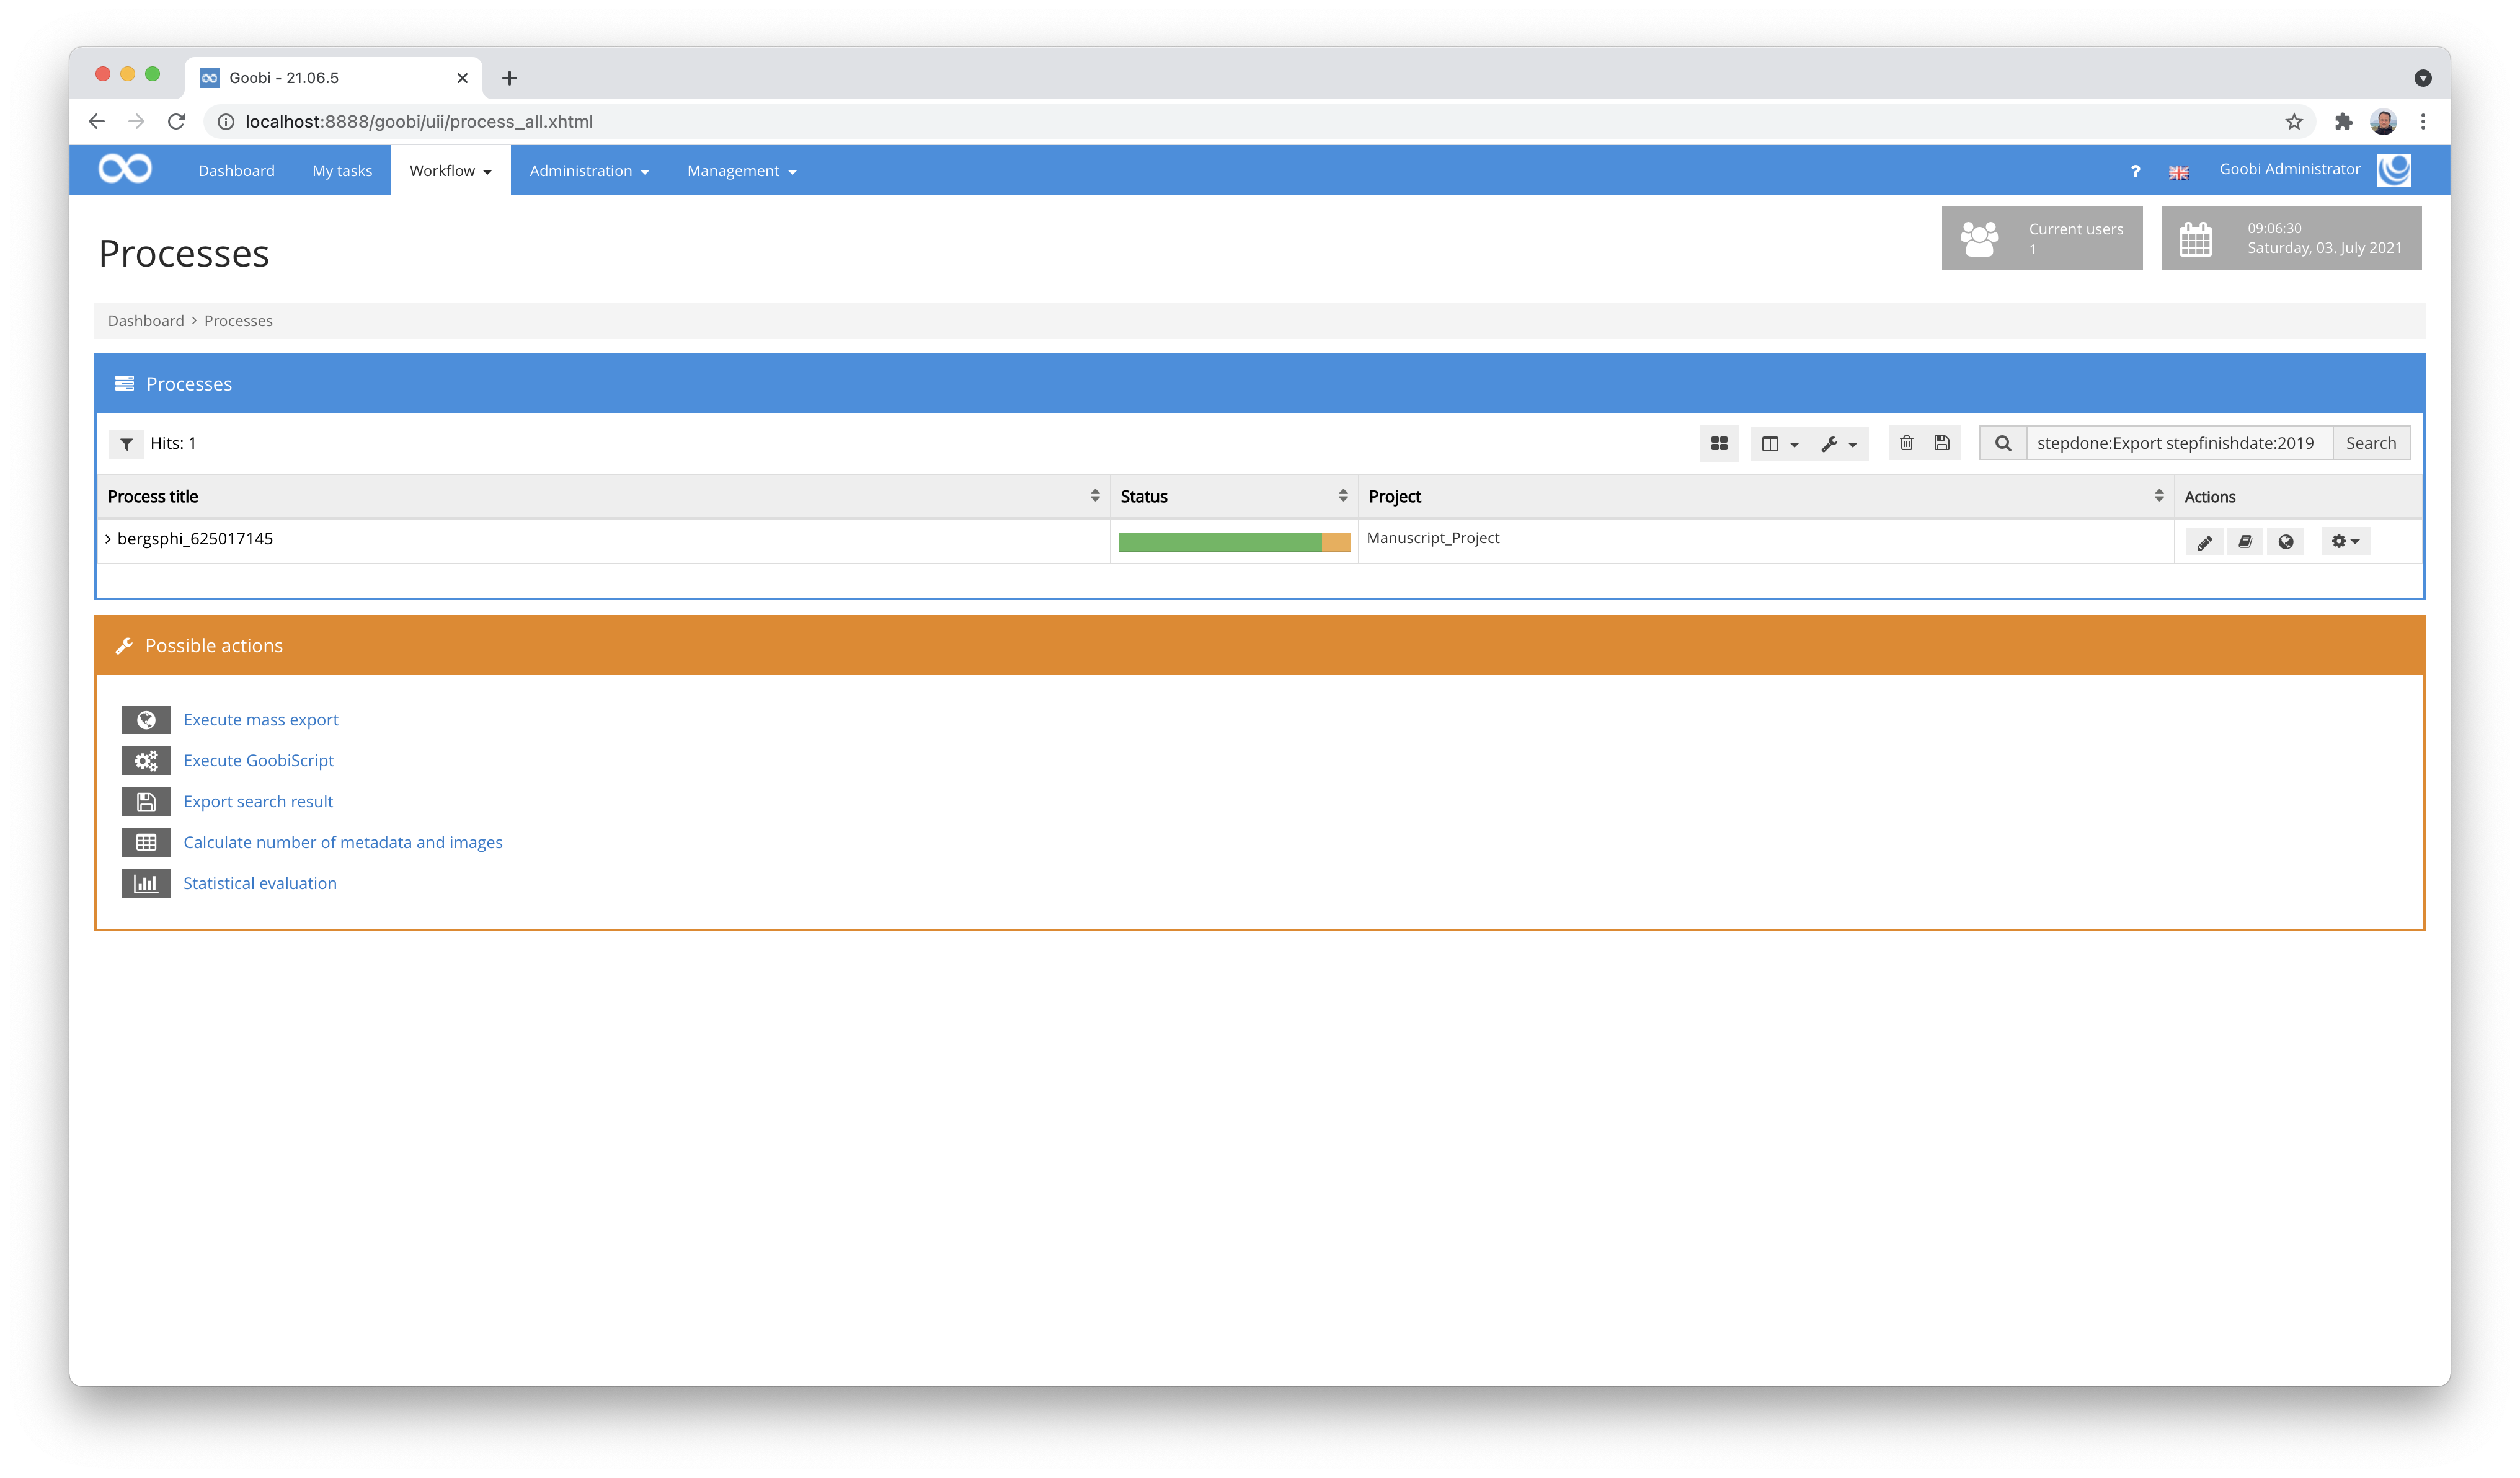 Goobi - 21.06.5
localhost:8888/goobi/uii/process_all.xhtml
Dashboard My tasks Workflow Administration Management ? Goobi Administrator
Processes
Current users
1
09:06:30
Saturday, 03. July 2021
Dashboard > Processes
Processes
Hits: 1 stepdone:Export stepfinishdate:2019 Search
Process title Status Project Actions
bergsphi_625017145 Manuscript_Project
Possible actions
Execute mass export
Execute GoobiScript
Export search result
Calculate number of metadata and images
Statistical evaluation